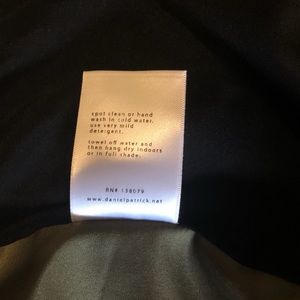 spot clean or hand
wash in cold water.
use very mild
detergent.
towel off water and
then hang dry indoors
or in full shade.
RN# 138079
www.danielpatrick.net